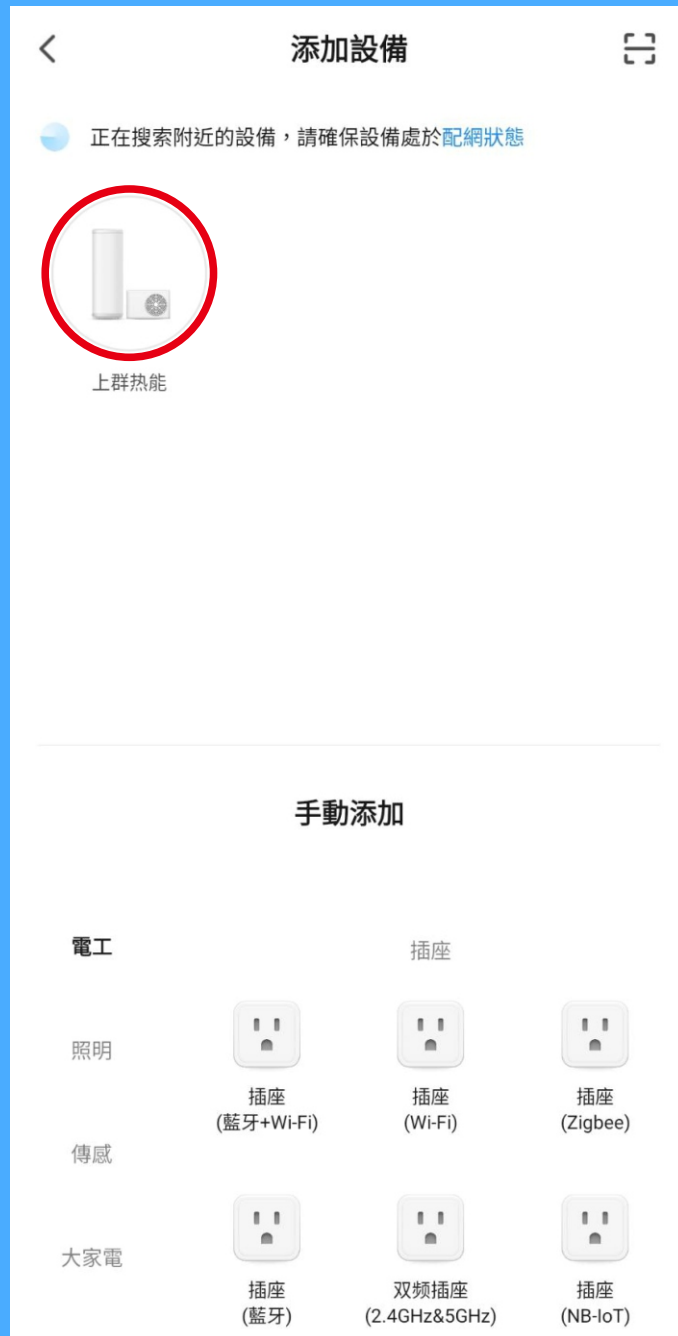 添加設備
正在搜索附近的設備，請確保設備處於配網狀態
上群热能
手動添加
電工
照明
傳感
大家電
插座
插座
(藍牙+Wi-Fi)
插座
(Wi-Fi)
插座
(Zigbee)
插座
(藍牙)
双频插座
(2.4GHz&5GHz)
插座
(NB-IoT)